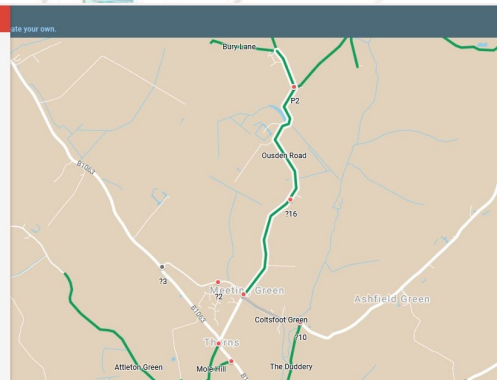 ate your own.
Bury Lane
P2
B1063
Ousden Road
?16
?3
?2
Meeting Green
Ashfield Green
B1063
Coltsfoot Green
?10
Thorns
Attleton Green
Mole Hill
The Duddery